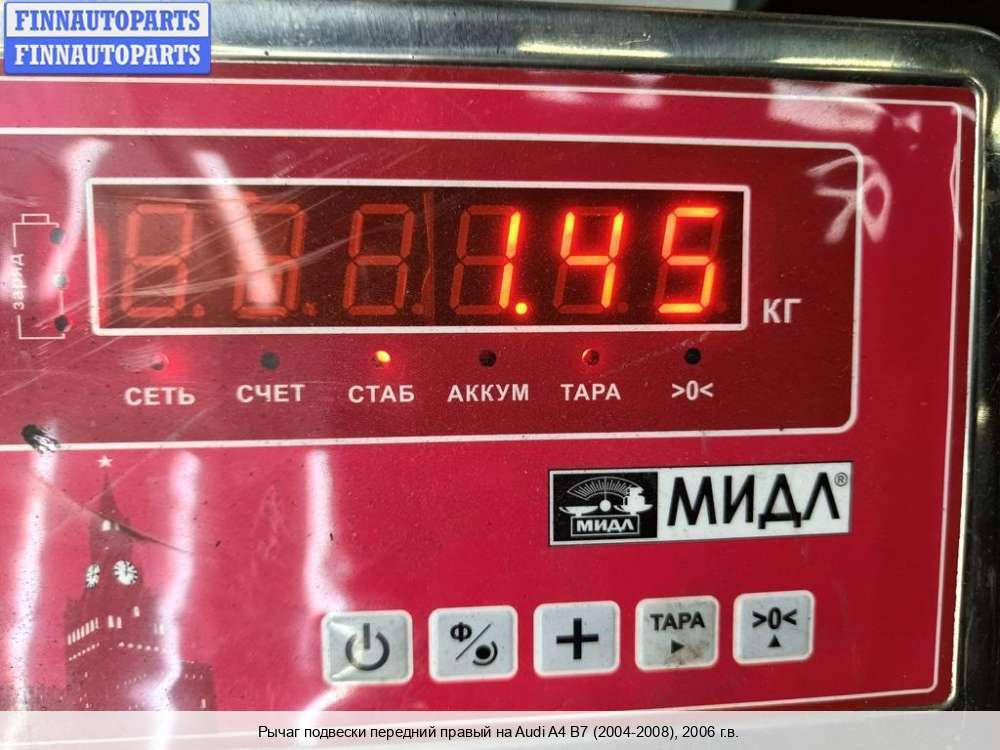 FINNAUTOPARTS
FINNAUTOPARTS
заряд
1.45
КГ
СЕТЬ СЧЕТ СТАБ АККУМ ТАРА >0<
МИДЛ МИДЛ®
Ф ТАРА >0<
Рычаг подвески передний правый на Audi A4 B7 (2004-2008), 2006 г.в.